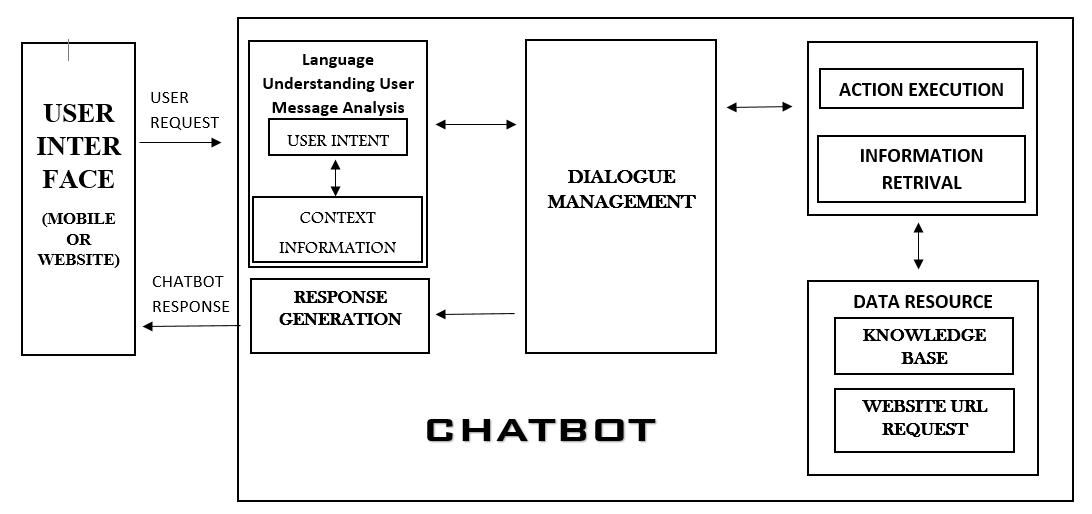 USER
INTER
FACE
(MOBILE
OR
WEBSITE)
USER
REQUEST
CHATBOT
RESPONSE
Language
Understanding User
Message Analysis
USER INTENT
CONTEXT
INFORMATION
RESPONSE
GENERATION
DIALOGUE
MANAGEMENT
ACTION EXECUTION
INFORMATION
RETRIVAL
DATA RESOURCE
KNOWLEDGE
BASE
WEBSITE URL
REQUEST
CHATBOT